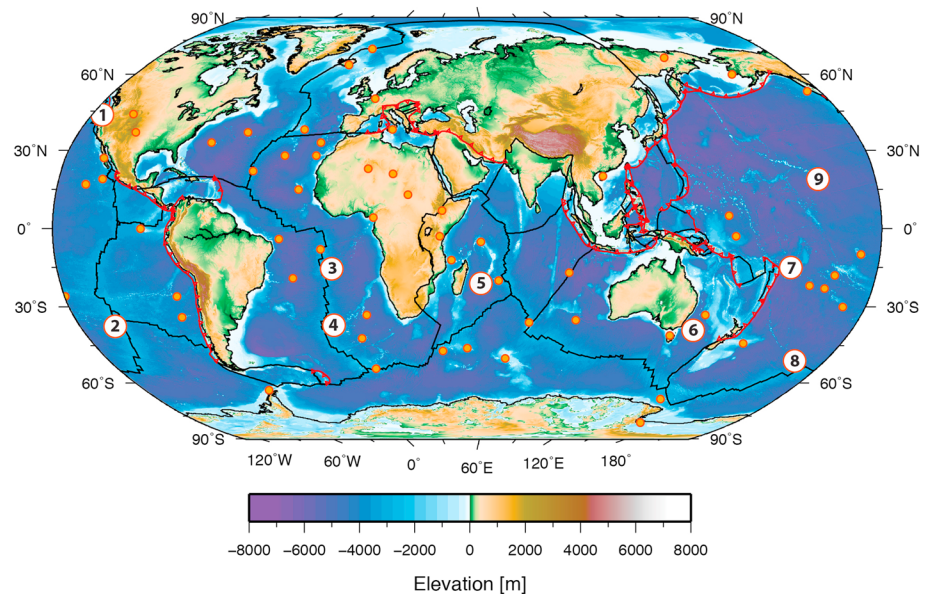 90°N 90°N
60°N 60°N
1
30°N 30°N
9
0° 0°
3 7
5
30°S 30°S
2 4 6
8
60°S 60°S
90°S 90°S
120°W 60°W 0° 60°E 120°E 180°
−8000 −6000 −4000 −2000 0 2000 4000 6000 8000
Elevation [m]